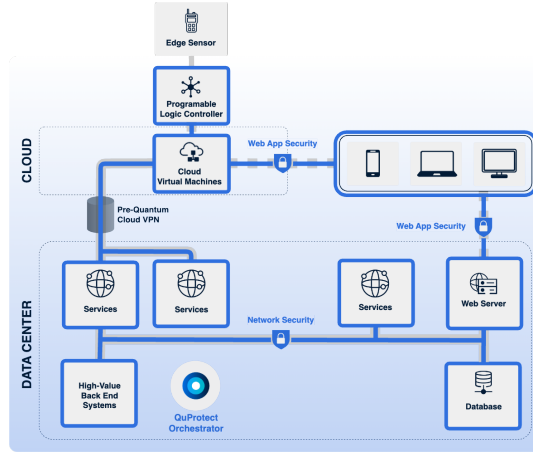 Edge Sensor
Programable
Logic Controller
CLOUD
Cloud
Virtual Machines
Web App Security
Pre-Quantum
Cloud VPN
Web App Security
DATA CENTER
Services
Services
Services
Web Server
Network Security
High-Value
Back End
Systems
QuProtect
Orchestrator
Database